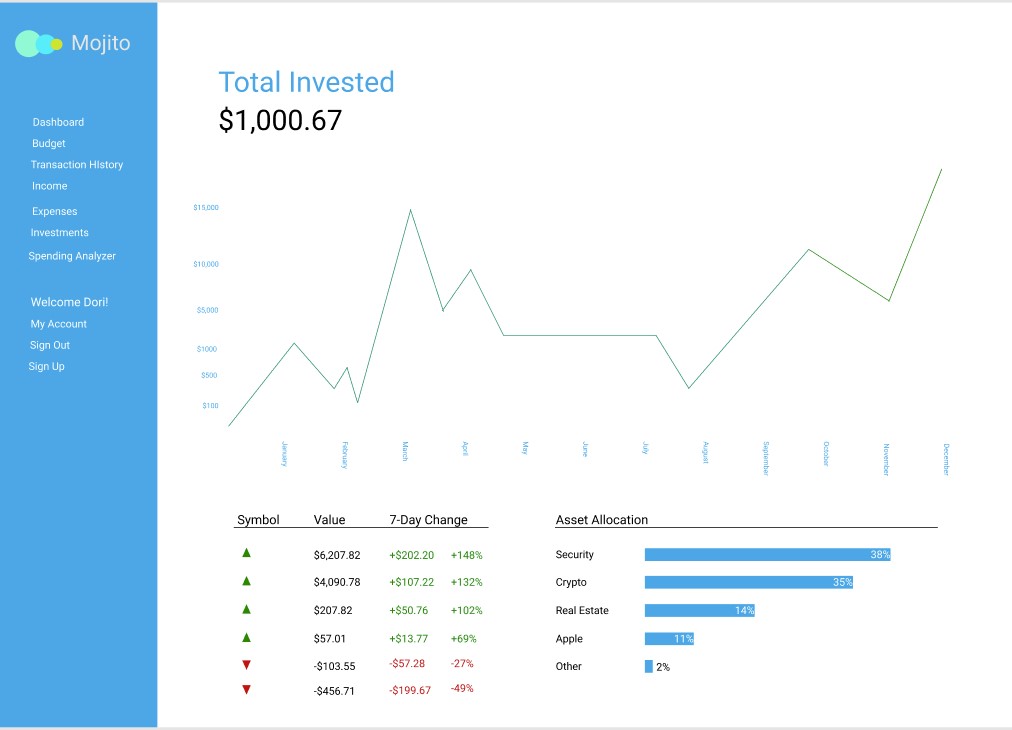 Mojito
Dashboard
Budget
Transaction HIstory
Income
Expenses
Investments
Spending Analyzer
Welcome Dori!
My Account
Sign Out
Sign Up
Total Invested
$1,000.67
$15,000
$10,000
$5,000
$1000
$500
$100
January February March April May June July August September October November December
Symbol Value 7-Day Change
$6,207.82 +$202.20 +148%
$4,090.78 +$107.22 +132%
$207.82 +$50.76 +102%
$57.01 +$13.77 +69%
-$103.55 -$57.28 -27%
-$456.71 -$199.67 -49%
Asset Allocation
Security 38%
Crypto 35%
Real Estate 14%
Apple 11%
Other 2%